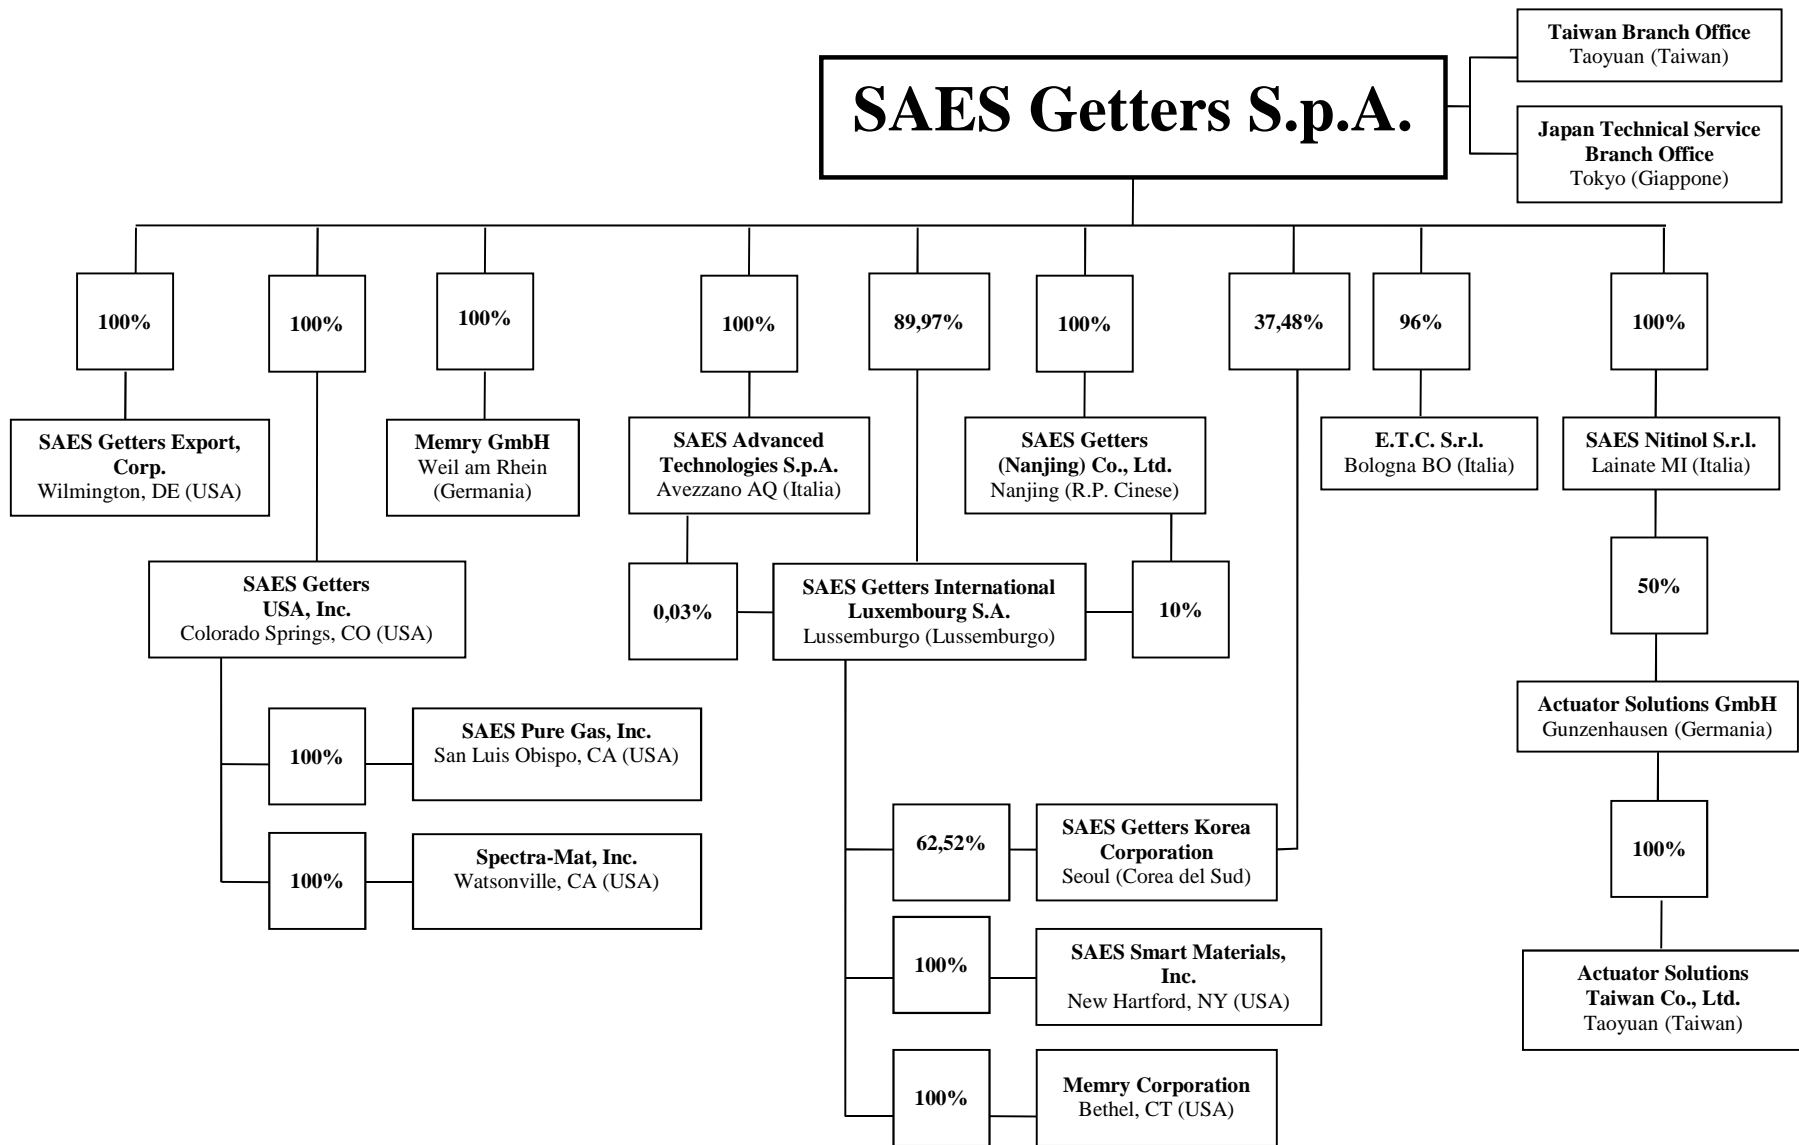 Taiwan Branch Office
Taoyuan (Taiwan)
SAES Getters S.p.A.
Japan Technical Service
Branch Office
Tokyo (Giappone)
100%
100%
100%
100%
89,97%
100%
37,48%
96%
100%
SAES Getters Export,
Corp.
Wilmington, DE (USA)
Memry GmbH
Weil am Rhein
(Germania)
SAES Advanced
Technologies S.p.A.
Avezzano AQ (Italia)
SAES Getters
(Nanjing) Co., Ltd.
Nanjing (R.P. Cinese)
E.T.C. S.r.l.
Bologna BO (Italia)
SAES Nitinol S.r.l.
Lainate MI (Italia)
SAES Getters
USA, Inc.
Colorado Springs, CO (USA)
0,03%
SAES Getters International
Luxembourg S.A.
Lussemburgo (Lussemburgo)
10%
50%
100%
SAES Pure Gas, Inc.
San Luis Obispo, CA (USA)
Actuator Solutions GmbH
Gunzenhausen (Germania)
100%
Spectra-Mat, Inc.
Watsonville, CA (USA)
62,52%
SAES Getters Korea
Corporation
Seoul (Corea del Sud)
100%
100%
SAES Smart Materials,
Inc.
New Hartford, NY (USA)
Actuator Solutions
Taiwan Co., Ltd.
Taoyuan (Taiwan)
100%
Memry Corporation
Bethel, CT (USA)